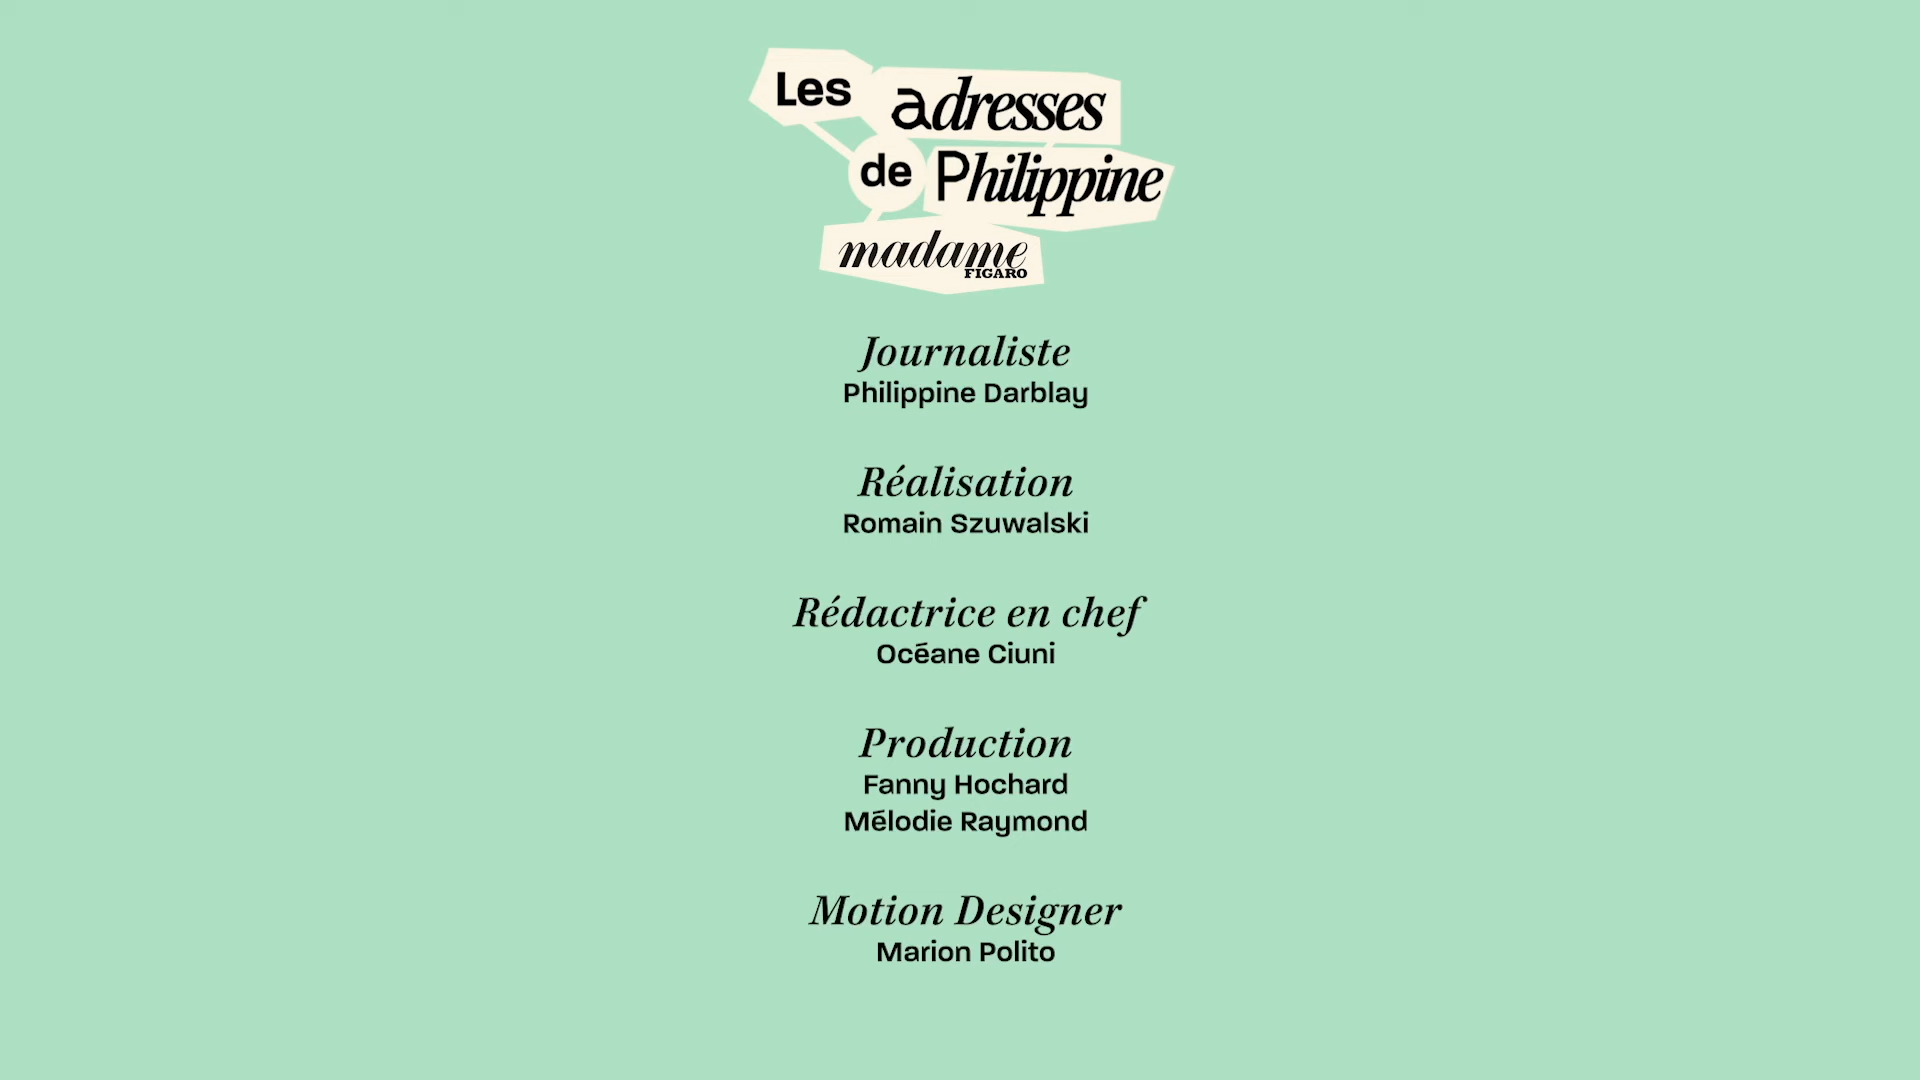 Les adresses
de Philippine
madame
FIGARO
Journaliste
Philippine Darblay
Réalisation
Romain Szuwalski
Rédactrice en chef
Océane Ciuni
Production
Fanny Hochard
Mélodie Raymond
Motion Designer
Marion Polito